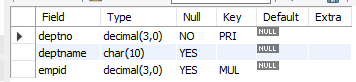 Field Type Null Key Default Extra
deptno decimal(3,0) NO PRI NULL
deptname char(10) YES NULL
empid decimal(3,0) YES MUL NULL